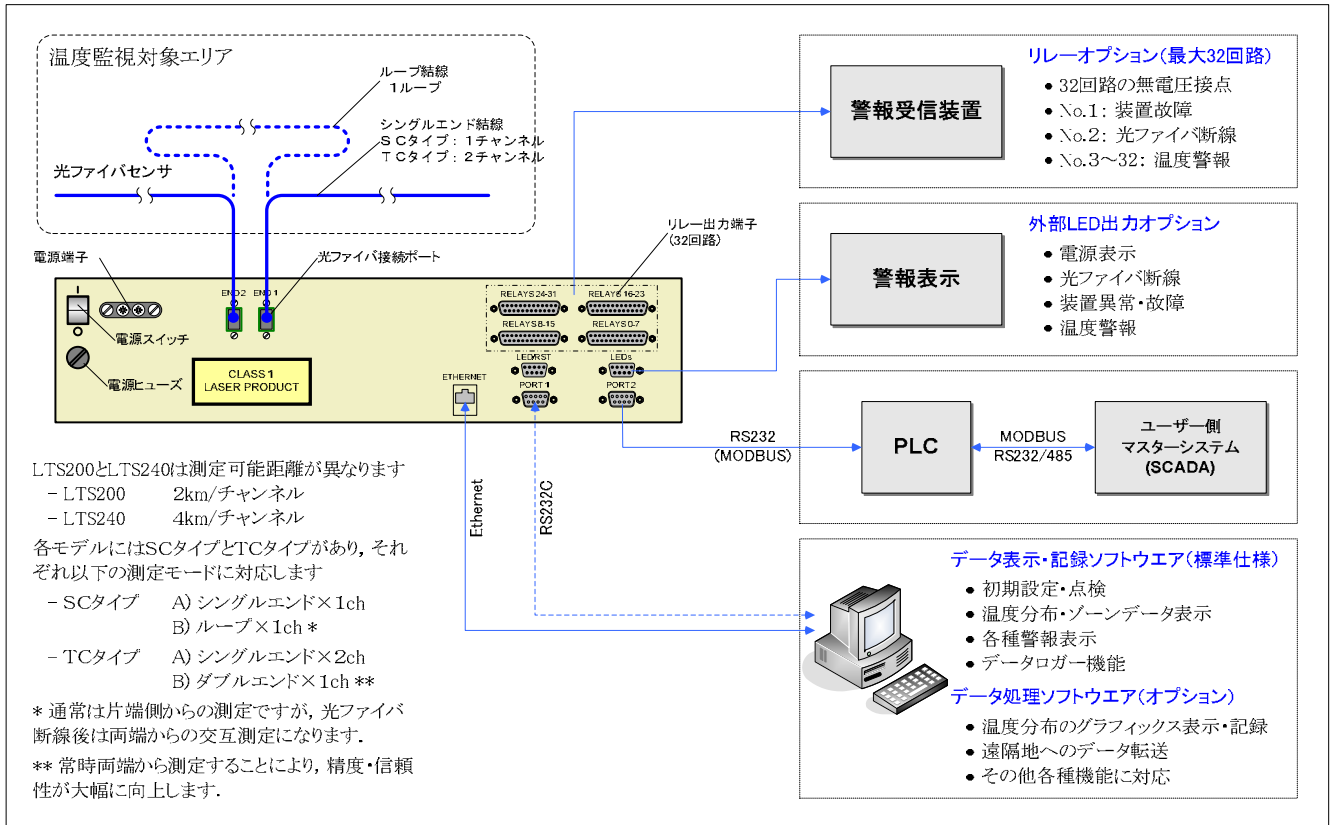 温度監視対象エリア
ループ結線
1ループ
シングルエンド結線
SCタイプ：1チャンネル
TCタイプ：2チャンネル
光ファイバセンサ
リレー出力端子
(32回路)
電源端子
光ファイバ接続ポート
END 2 END 1
RELAYS 24-31 RELAYS 16-23
RELAYS 8-15 RELAYS 0-7
電源スイッチ
電源ヒューズ
CLASS 1
LASER PRODUCT
ETHERNET
LED/RST LEDs
PORT 1 PORT 2
Ethernet
RS232C
RS232
(MODBUS)
LTS200とLTS240は測定可能距離が異なります
− LTS200 2km/チャンネル
− LTS240 4km/チャンネル
各モデルにはSCタイプとTCタイプがあり，それ
ぞれ以下の測定モードに対応します
− SCタイプ A) シングルエンド×1ch
B) ループ×1ch *
− TCタイプ A) シングルエンド×2ch
B) ダブルエンド×1ch **
* 通常は片端側からの測定ですが，光ファイバ
断線後は両端からの交互測定になります．
** 常時両端から測定することにより，精度・信頼
性が大幅に向上します．
警報受信装置
リレーオプション(最大32回路)
● 32回路の無電圧接点
● No.1: 装置故障
● No.2: 光ファイバ断線
● No.3～32: 温度警報
警報表示
外部LED出力オプション
● 電源表示
● 光ファイバ断線
● 装置異常・故障
● 温度警報
PLC
MODBUS
RS232/485
ユーザー側
マスターシステム
(SCADA)
データ表示・記録ソフトウエア(標準仕様)
● 初期設定・点検
● 温度分布・ゾーンデータ表示
● 各種警報表示
● データロガー機能
データ処理ソフトウエア(オプション)
● 温度分布のグラフィックス表示・記録
● 遠隔地へのデータ転送
● その他各種機能に対応